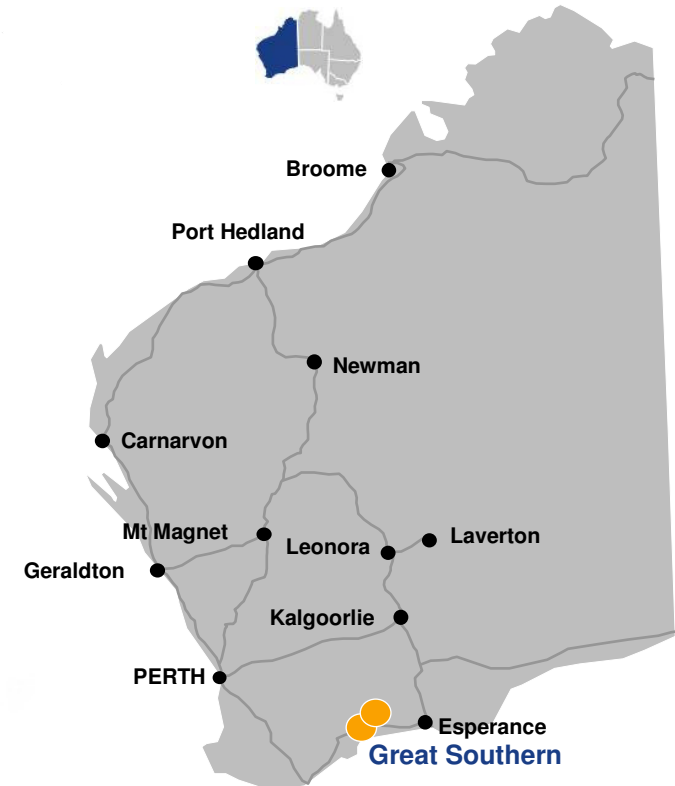 Broome
Port Hedland
Newman
Carnarvon
Mt Magnet
Leonora
Laverton
Geraldton
Kalgoorlie
PERTH
Esperance
Great Southern